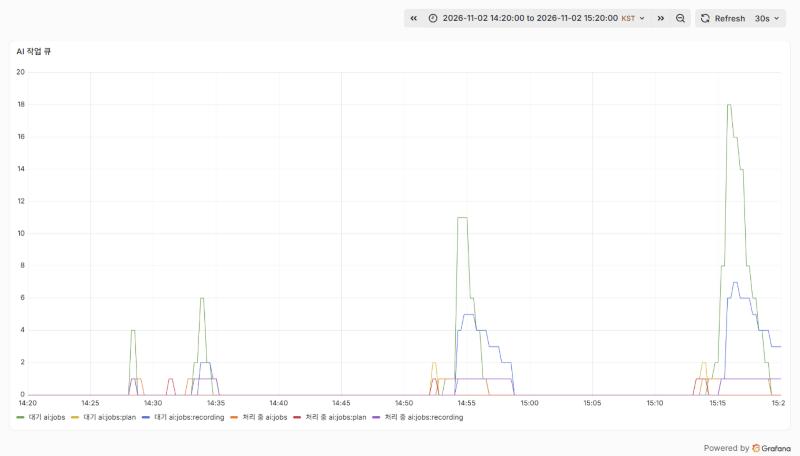 2026-11-02 14:20:00 to 2026-11-02 15:20:00 KST Refresh 30s
AI 작업 큐
20
18
16
14
12
10
8
6
4
2
0
14:20 14:25 14:30 14:35 14:40 14:45 14:50 14:55 15:00 15:05 15:10 15:15 15:2
대기 ai:jobs 대기 ai:jobs:plan 대기 ai:jobs:recording 처리 중 ai:jobs 처리 중 ai:jobs:plan 처리 중 ai:jobs:recording
Powered by Grafana